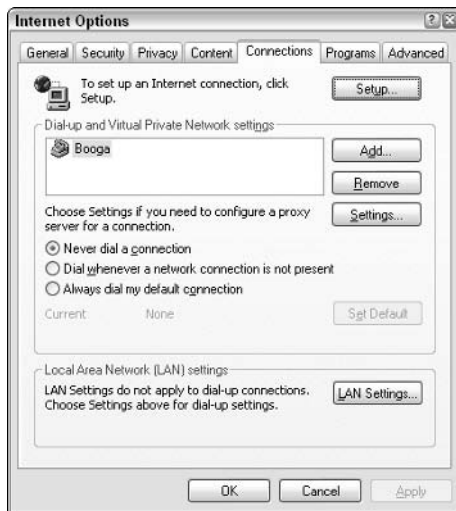 Internet Options
General Security Privacy Content Connections Programs Advanced
To set up an Internet connection, click
Setup.
Setup...
Dial-up and Virtual Private Network settings
Booga
Add...
Remove
Choose Settings if you need to configure a proxy
server for a connection.
Settings...
Never dial a connection
Dial whenever a network connection is not present
Always dial my default connection
Current None
Set Default
Local Area Network (LAN) settings
LAN Settings do not apply to dial-up connections.
Choose Settings above for dial-up settings.
LAN Settings...
OK Cancel Apply